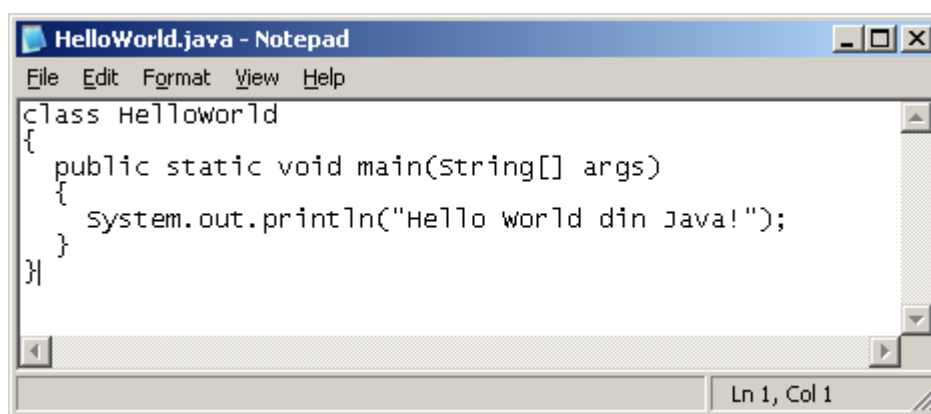 HelloWorld.java - Notepad
File Edit Format View Help
class HelloWorld
{
  public static void main(String[] args)
  {
    System.out.println("Hello World din Java!");
  }
}
Ln 1, Col 1